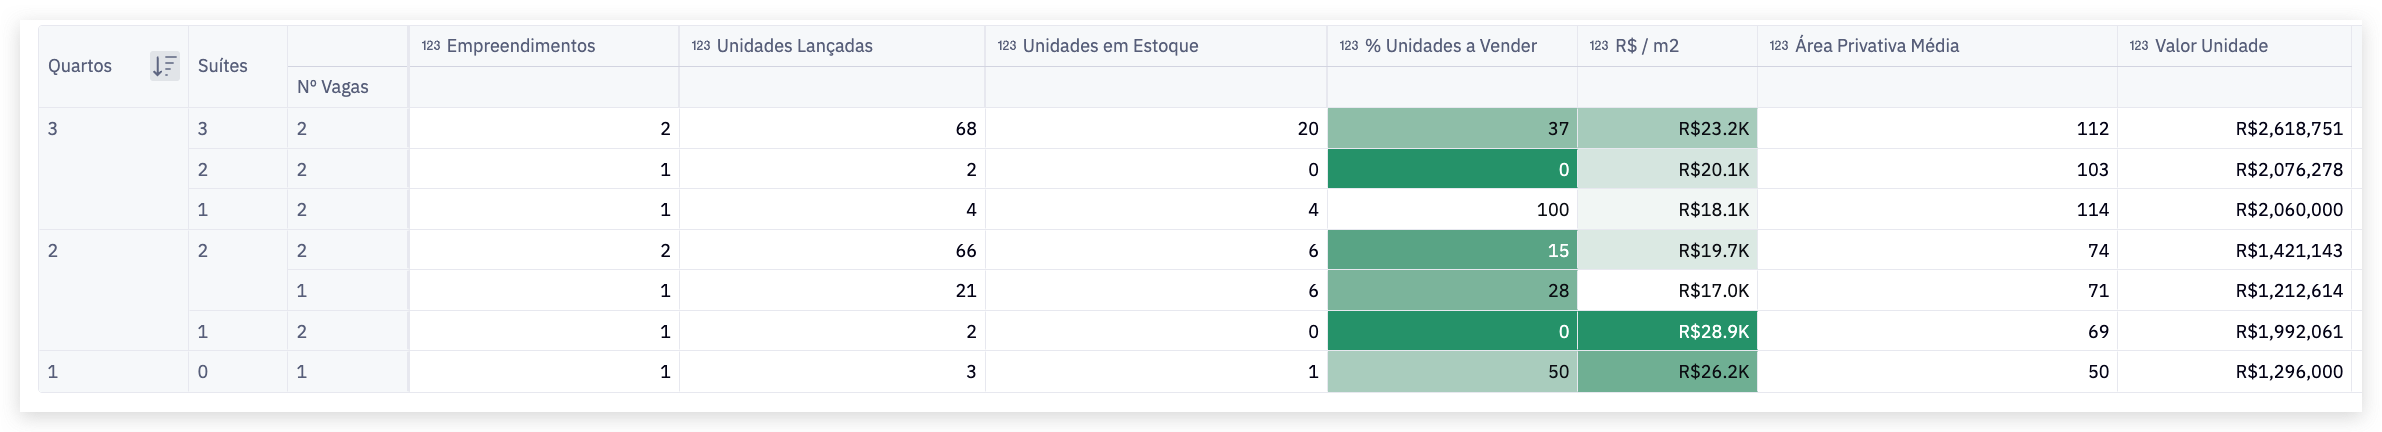 Quartos Suítes 123 Empreendimentos 123 Unidades Lançadas 123 Unidades em Estoque 123 % Unidades a Vender 123 R$ / m2 123 Área Privativa Média 123 Valor Unidade
Nº Vagas
3 3 2 2 68 20 37 R$23.2K 112 R$2,618,751
2 2 1 2 0 0 R$20.1K 103 R$2,076,278
1 2 1 4 4 100 R$18.1K 114 R$2,060,000
2 2 2 2 66 6 15 R$19.7K 74 R$1,421,143
1 1 21 6 28 R$17.0K 71 R$1,212,614
1 2 1 2 0 0 R$28.9K 69 R$1,992,061
1 0 1 1 3 1 50 R$26.2K 50 R$1,296,000